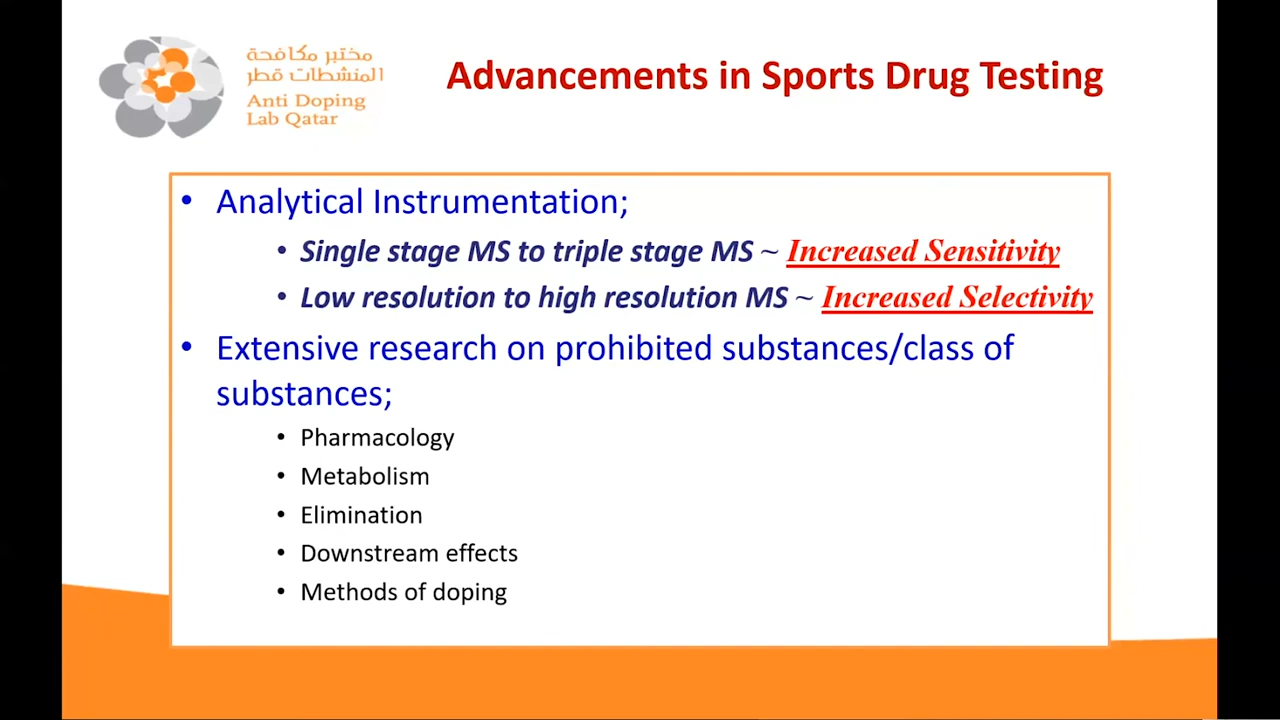 مختبر مكافحة
المنشطات قطر
Anti Doping
Lab Qatar
Advancements in Sports Drug Testing
• Analytical Instrumentation;
• Single stage MS to triple stage MS ~ Increased Sensitivity
• Low resolution to high resolution MS ~ Increased Selectivity
• Extensive research on prohibited substances/class of
substances;
• Pharmacology
• Metabolism
• Elimination
• Downstream effects
• Methods of doping